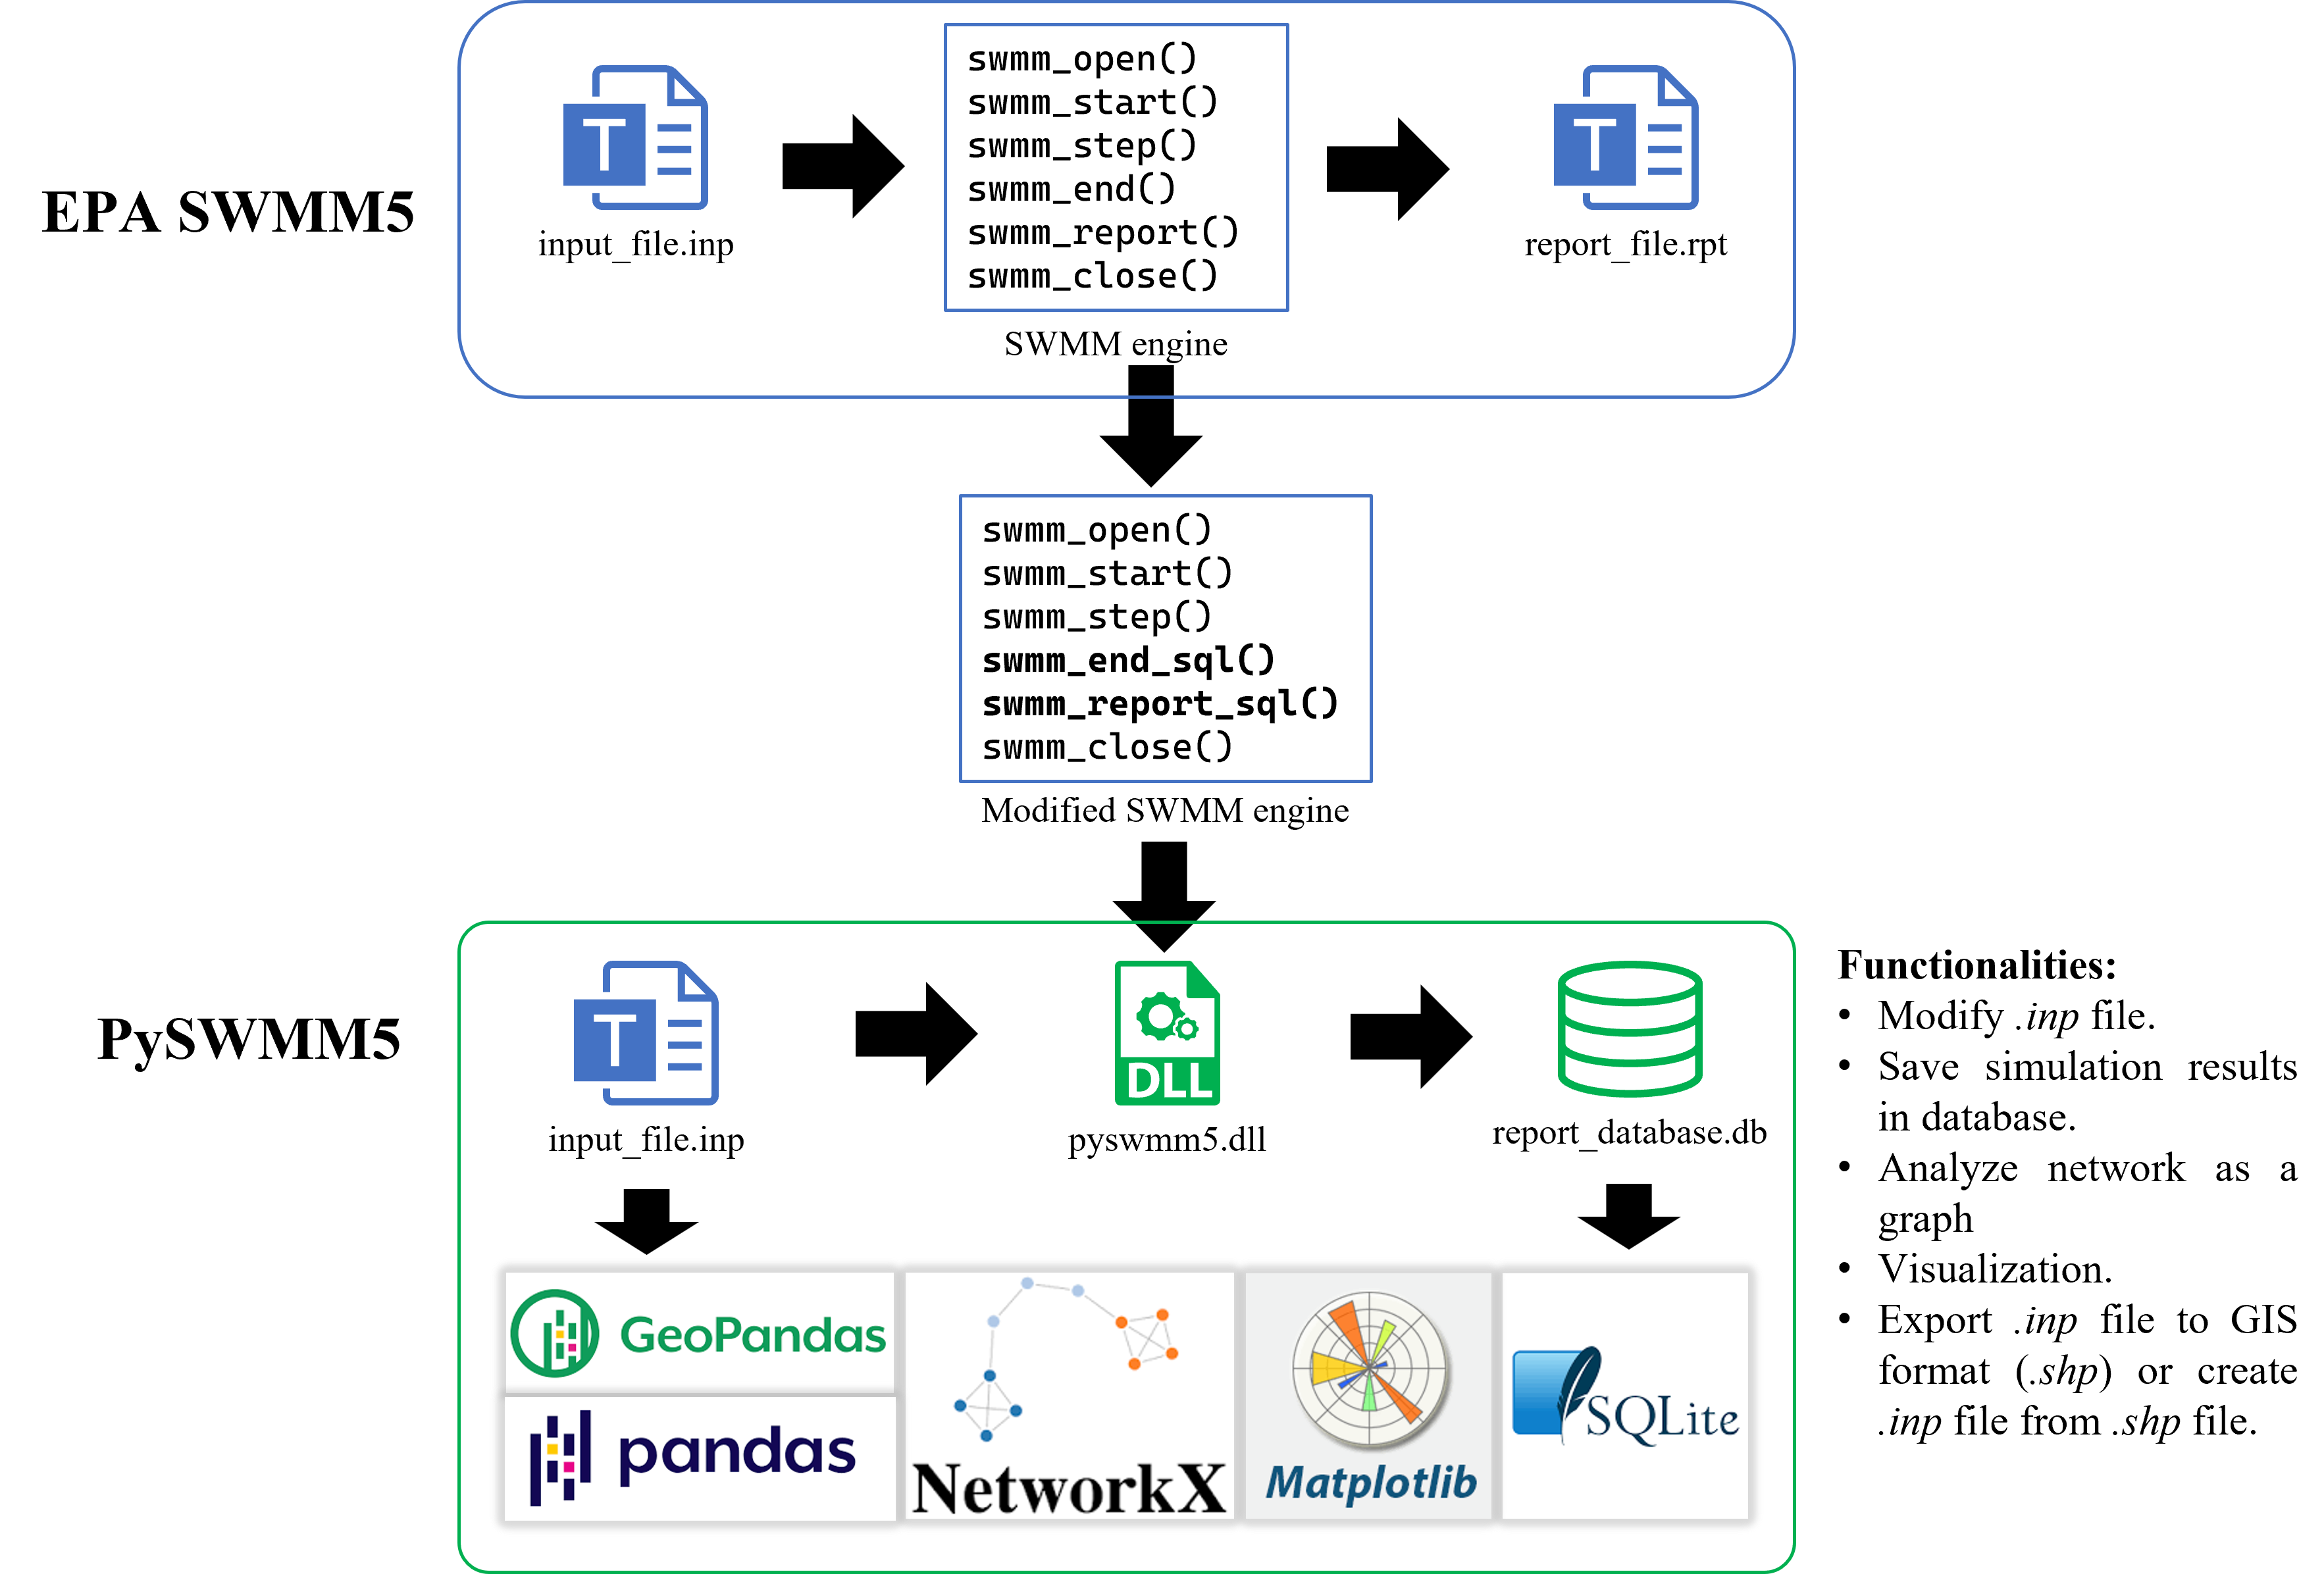 EPA SWMM5
T
input_file.inp
swmm_open()
swmm_start()
swmm_step()
swmm_end()
swmm_report()
swmm_close()
SWMM engine
T
report_file.rpt
swmm_open()
swmm_start()
swmm_step()
swmm_end_sql()
swmm_report_sql()
swmm_close()
Modified SWMM engine
PySWMM5
T
input_file.inp
DLL
pyswmm5.dll
report_database.db
GeoPandas
pandas
NetworkX
Matplotlib
SQLite
Functionalities:
• Modify .inp file.
• Save simulation results
in database.
• Analyze network as a
graph
• Visualization.
• Export .inp file to GIS
format (.shp) or create
.inp file from .shp file.